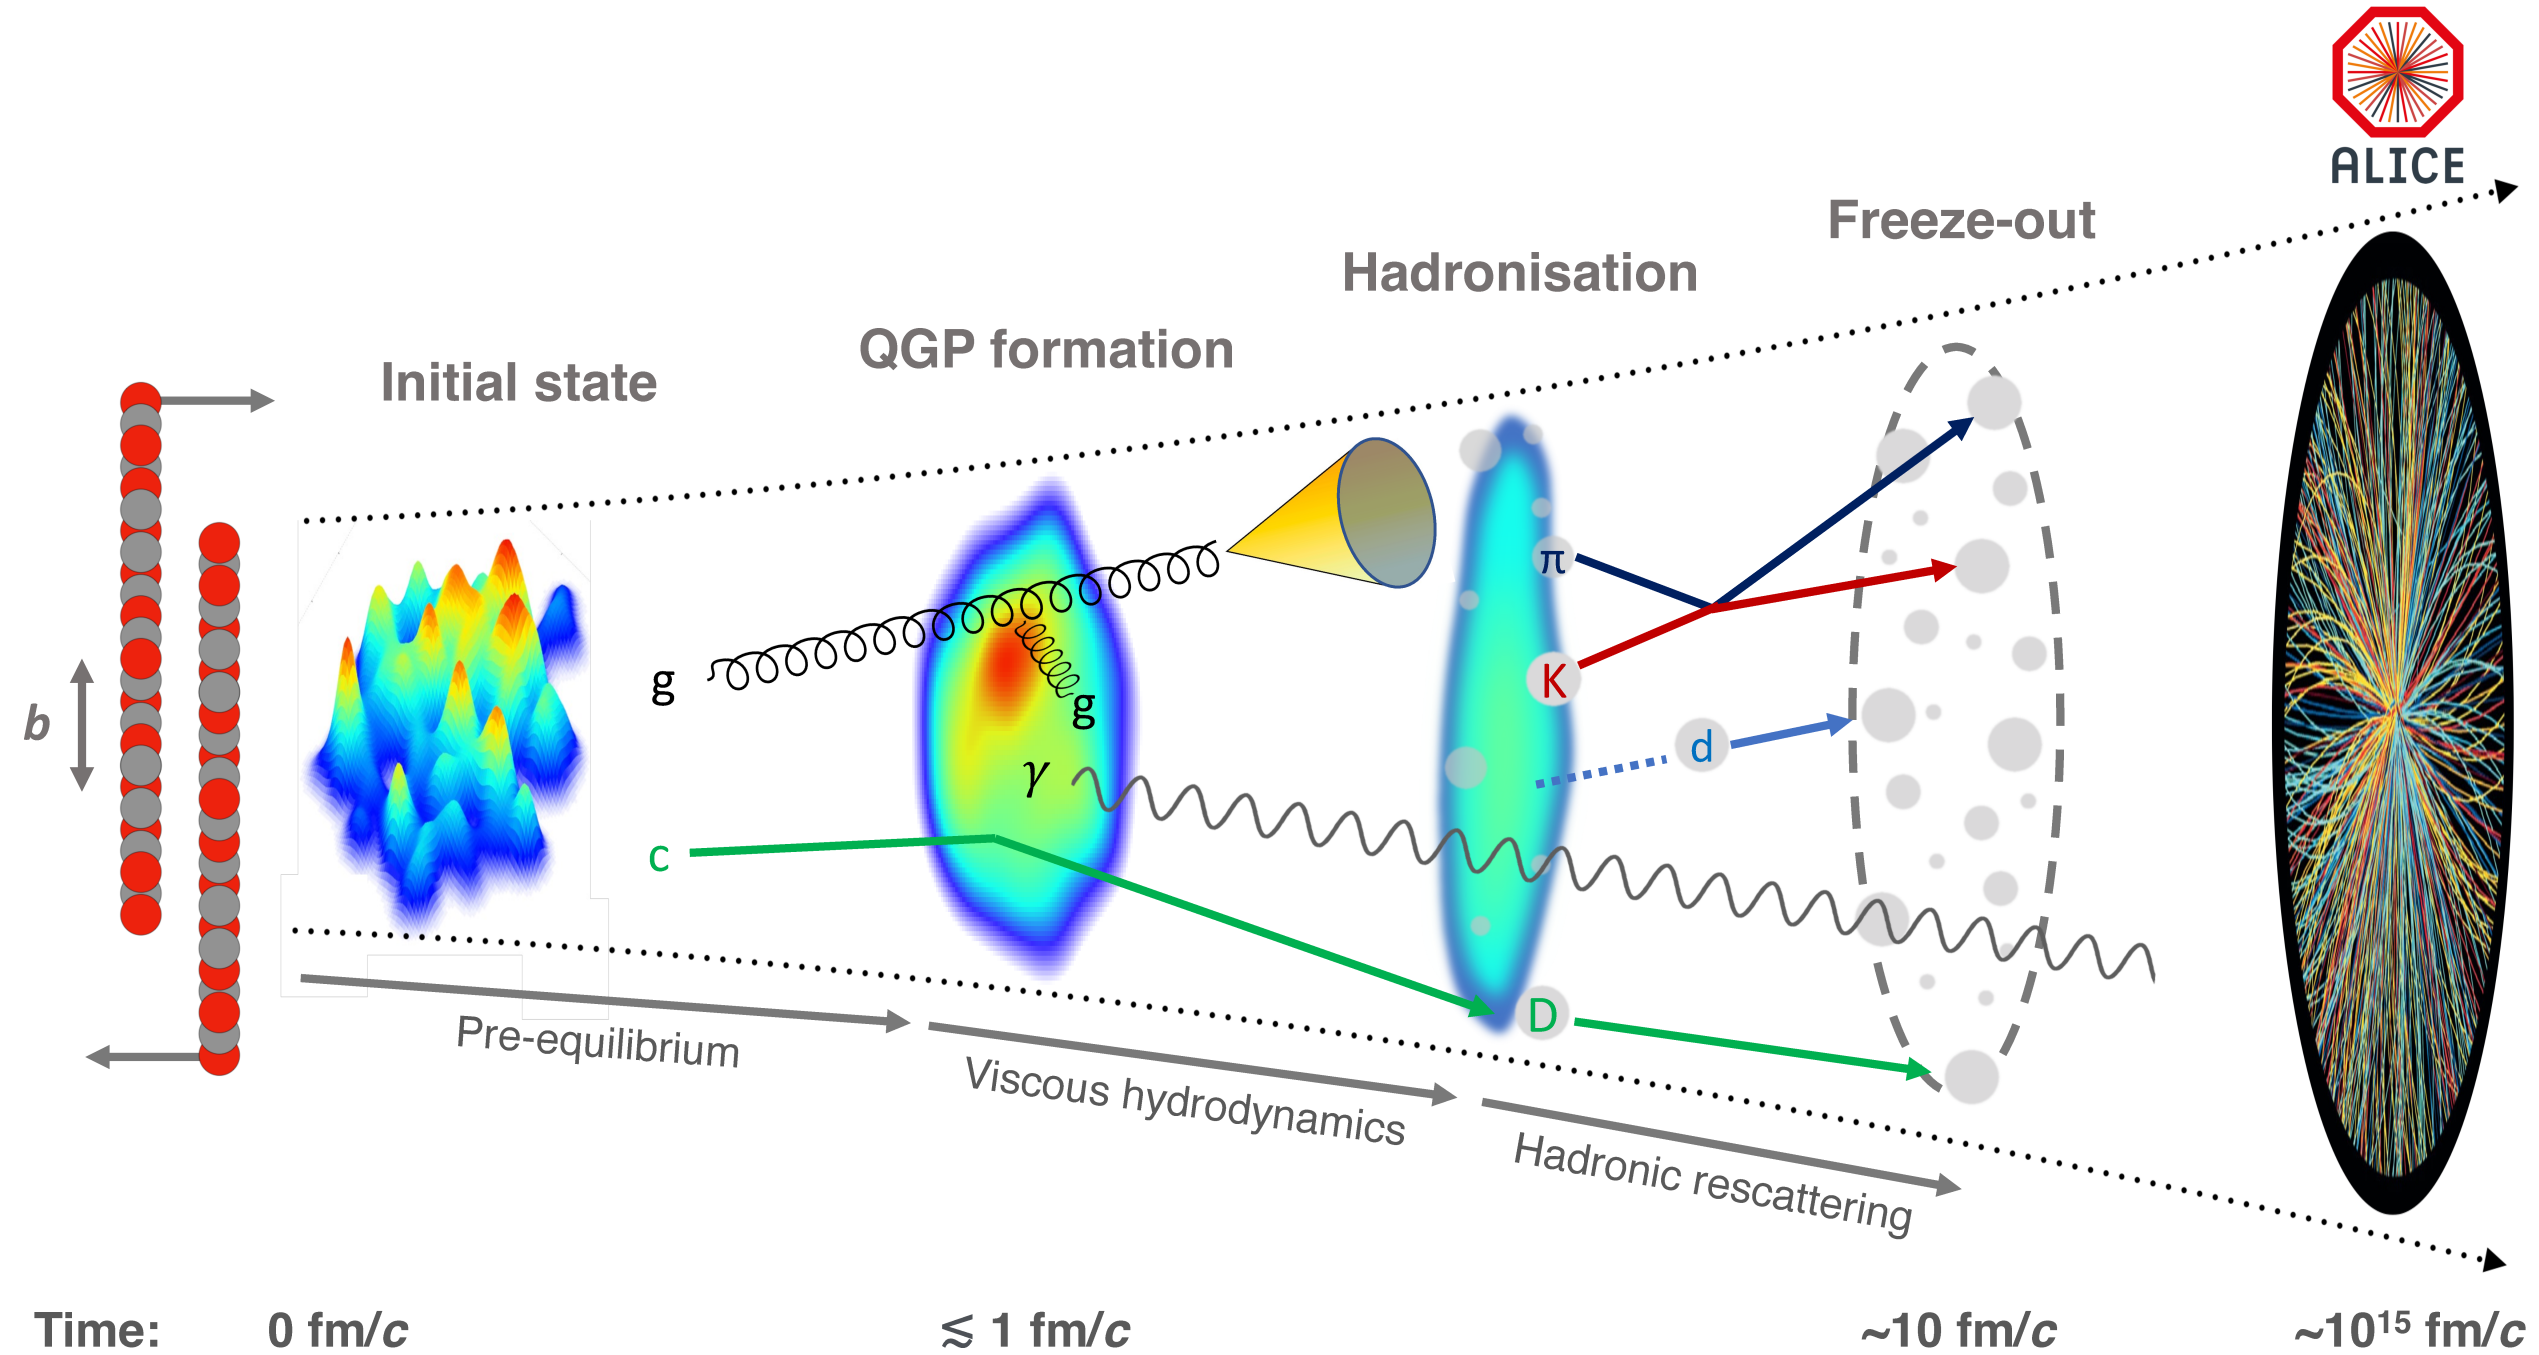 ALICE
Freeze-out
Hadronisation
QGP formation
Initial state
b
g
g
γ
c
π
K
d
D
Pre-equilibrium
Viscous hydrodynamics
Hadronic rescattering
Time: 0 fm/c ≲ 1 fm/c ~10 fm/c ~10¹⁵ fm/c